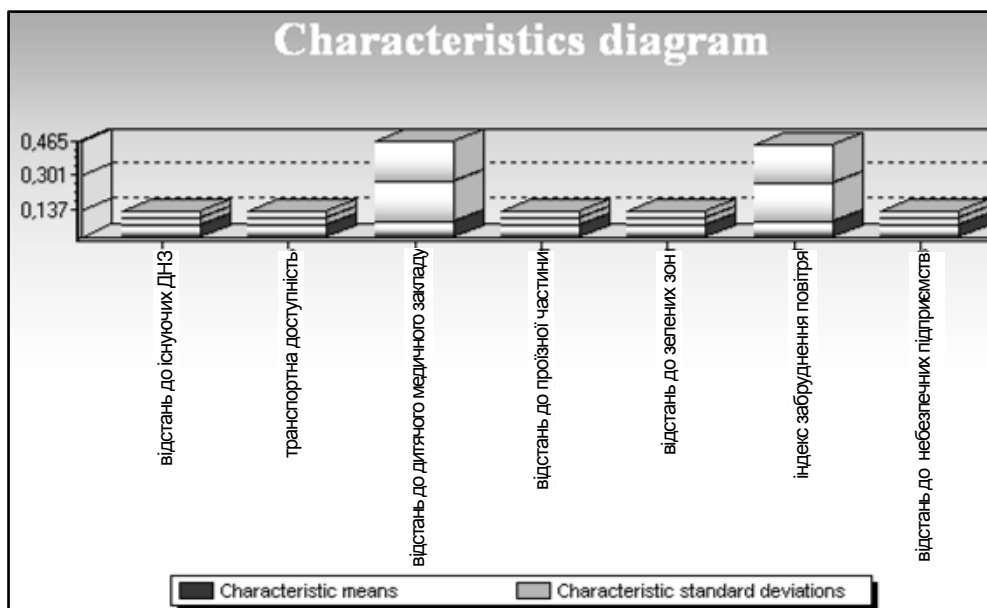 Characteristics diagram
0,465
0,301
0,137
відстань до існуючих ДНЗ
транспортна доступність
відстань до дитячого медичного закладу
відстань до проїзної частини
відстань до зелених зон
індекс забруднення повітря
відстань до небезпечних підприємств
Characteristic means
Characteristic standard deviations